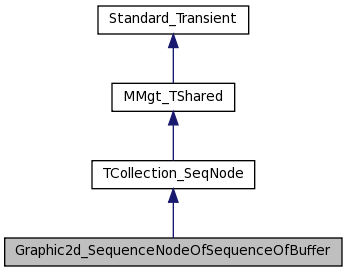 Standard_Transient
MMgt_TShared
TCollection_SeqNode
Graphic2d_SequenceNodeOfSequenceOfBuffer